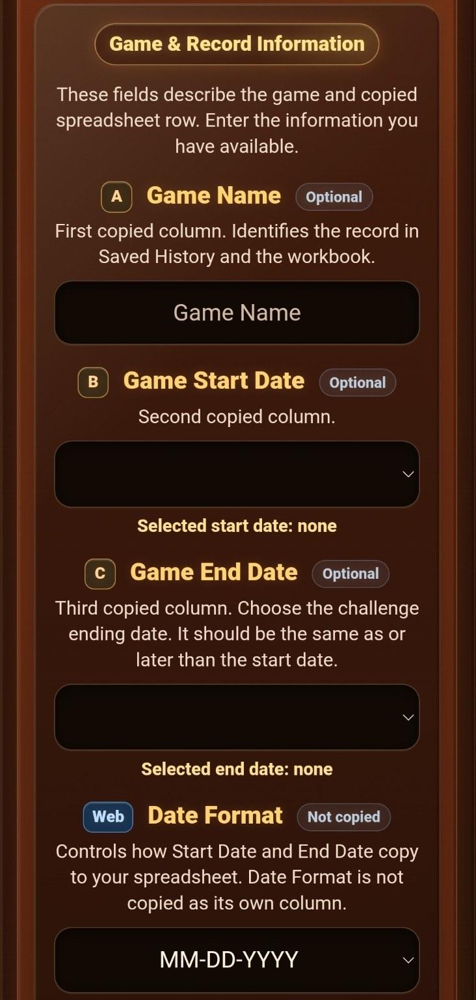 Game & Record Information
These fields describe the game and copied
spreadsheet row. Enter the information you
have available.
A Game Name Optional
First copied column. Identifies the record in
Saved History and the workbook.
Game Name
B Game Start Date Optional
Second copied column.
Selected start date: none
C Game End Date Optional
Third copied column. Choose the challenge
ending date. It should be the same as or
later than the start date.
Selected end date: none
Web Date Format Not copied
Controls how Start Date and End Date copy
to your spreadsheet. Date Format is not
copied as its own column.
MM-DD-YYYY